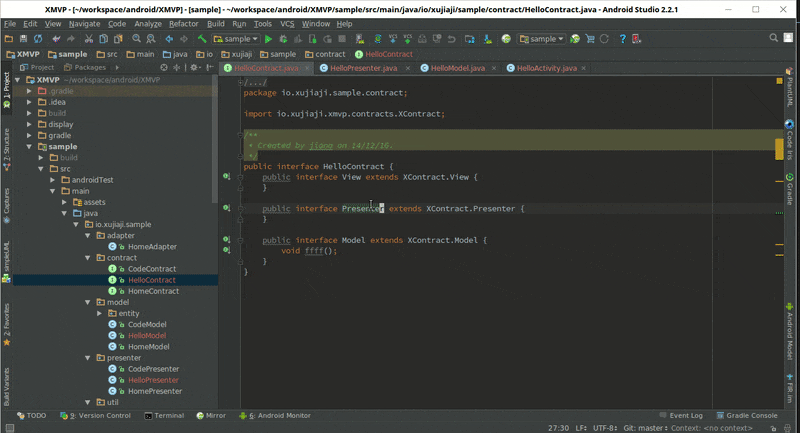 XMVP - [~/workspace/android/XMVP] - [sample] - ~/workspace/android/XMVP/sample/src/main/java/io/xujiaji/sample/contract/HelloContract.java - Android Studio 2.2.1
File Edit View Navigate Code Analyze Refactor Build Run Tools VCS Window Help
sample
XMVP sample src main java io xujiaji sample contract HelloContract
Project Packages
HelloContract.java HelloPresenter.java HelloModel.java HelloActivity.java
1: Project
2: Structure
Captures
simpleUML
2: Favorites
Build Variants
XMVP ~/workspace/android/XMVP
.gradle
.idea
build
display
gradle
sample
build
src
androidTest
main
assets
java
io.xujiaji.sample
adapter
HomeAdapter
contract
CodeContract
HelloContract
HomeContract
model
entity
CodeModel
HelloModel
HomeModel
presenter
CodePresenter
HelloPresenter
HomePresenter
util
/.../
package io.xujiaji.sample.contract;
import io.xujiaji.xmvp.contracts.XContract;
/**
* Created by jiana on 14/12/16.
*/
public interface HelloContract {
public interface View extends XContract.View {
}
public interface Presenter extends XContract.Presenter {
}
public interface Model extends XContract.Model {
void ffff();
}
}
PlantUML
Code Iris
Gradle
Android Model
FIR.im
TODO 9: Version Control Terminal Mirror 6: Android Monitor Event Log Gradle Console
27:30 LF÷ UTF-8÷ Git: master÷ Context: <no context>